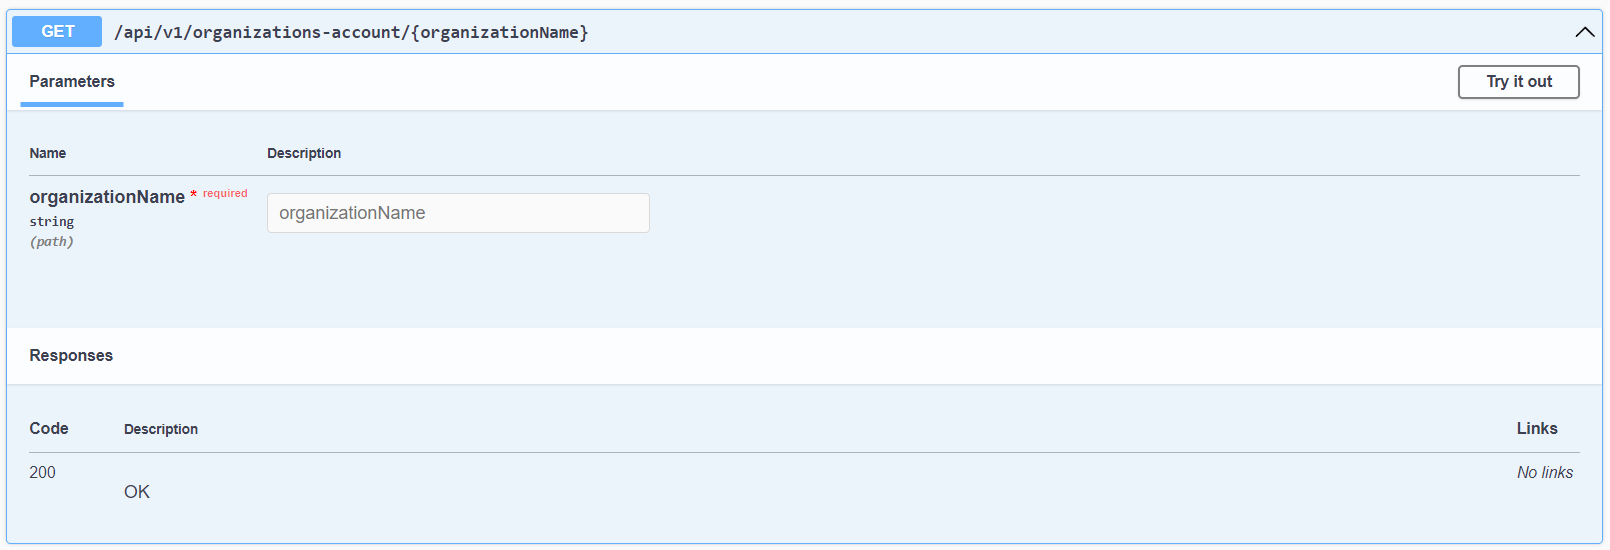 GET /api/v1/organizations-account/{organizationName}
Parameters
Try it out
Name Description
organizationName * required
string
(path)
organizationName
Responses
Code Description Links
200 No links
OK